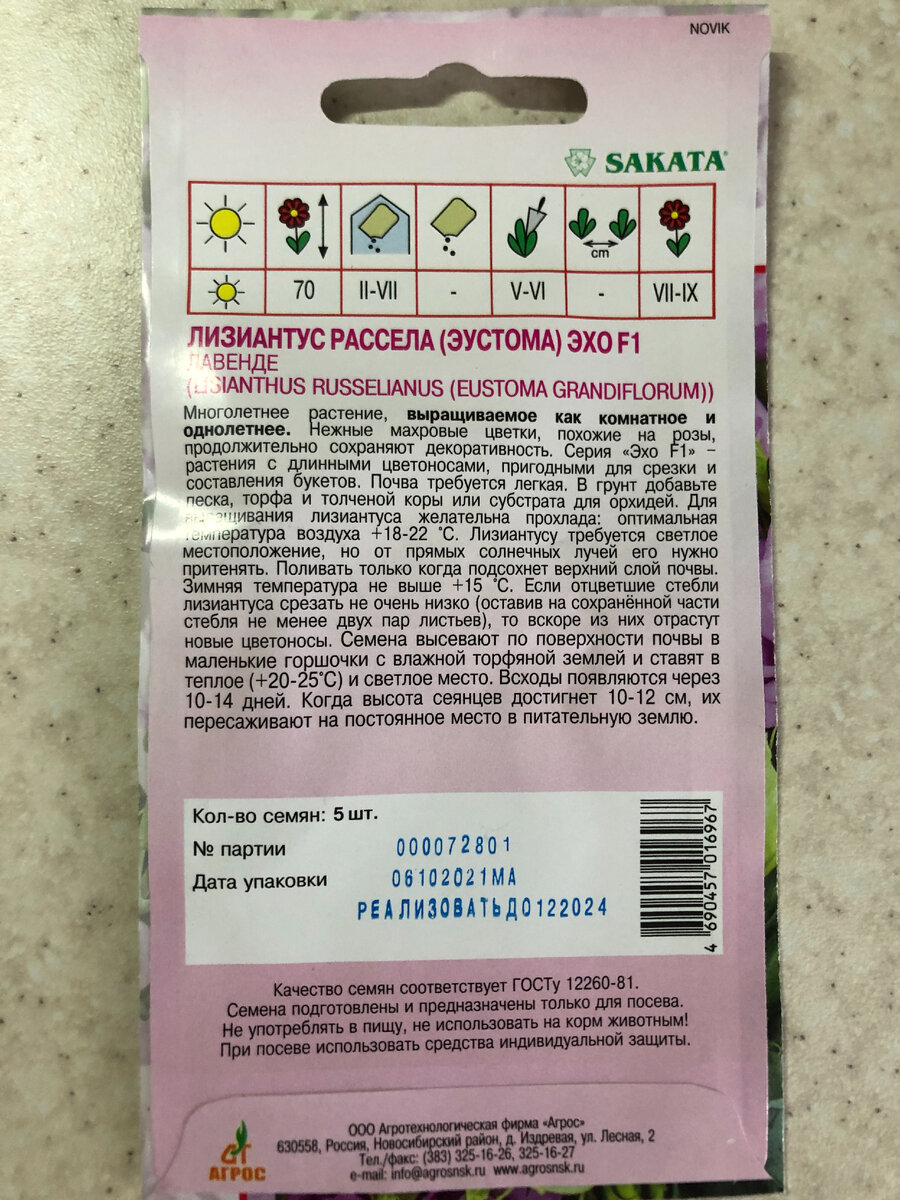 NOVIK
SAKATA
cm
70 II-VII - V-VI - VII-IX
ЛИЗИАНТУС РАССЕЛА (ЭУСТОМА) ЭХО F1
ЛАВЕНДЕ
(LISIANTHUS RUSSELIANUS (EUSTOMA GRANDIFLORUM))
Многолетнее растение, выращиваемое как комнатное и
однолетнее. Нежные махровые цветки, похожие на розы,
продолжительно сохраняют декоративность. Серия «Эхо F1» –
растения с длинными цветоносами, пригодными для срезки и
составления букетов. Почва требуется легкая. В грунт добавьте
песка, торфа и толченой коры или субстрата для орхидей. Для
выращивания лизиантуса желательна прохлада: оптимальная
температура воздуха +18-22 °С. Лизиантусу требуется светлое
местоположение, но от прямых солнечных лучей его нужно
притенять. Поливать только когда подсохнет верхний слой почвы.
Зимняя температура не выше +15 °С. Если отцветшие стебли
лизиантуса срезать не очень низко (оставив на сохранённой части
стебля не менее двух пар листьев), то вскоре из них отрастут
новые цветоносы. Семена высевают по поверхности почвы в
маленькие горшочки с влажной торфяной землей и ставят в
теплое (+20-25°С) и светлое место. Всходы появляются через
10-14 дней. Когда высота сеянцев достигнет 10-12 см, их
пересаживают на постоянное место в питательную землю.
Кол-во семян: 5 шт.
№ партии 000072801
Дата упаковки 06102021МА
РЕАЛИЗОВАТЬДО122024
4 690457 016967
Качество семян соответствует ГОСТу 12260-81.
Семена подготовлены и предназначены только для посева.
Не употреблять в пищу, не использовать на корм животным!
При посеве использовать средства индивидуальной защиты.
АГРОС
ООО Агротехнологическая фирма «Агрос»
630558, Россия, Новосибирский район, д. Издревая, ул. Лесная, 2
Тел./факс: (383) 325-16-26, 325-16-27
e-mail: info@agrosnsk.ru www.agrosnsk.ru